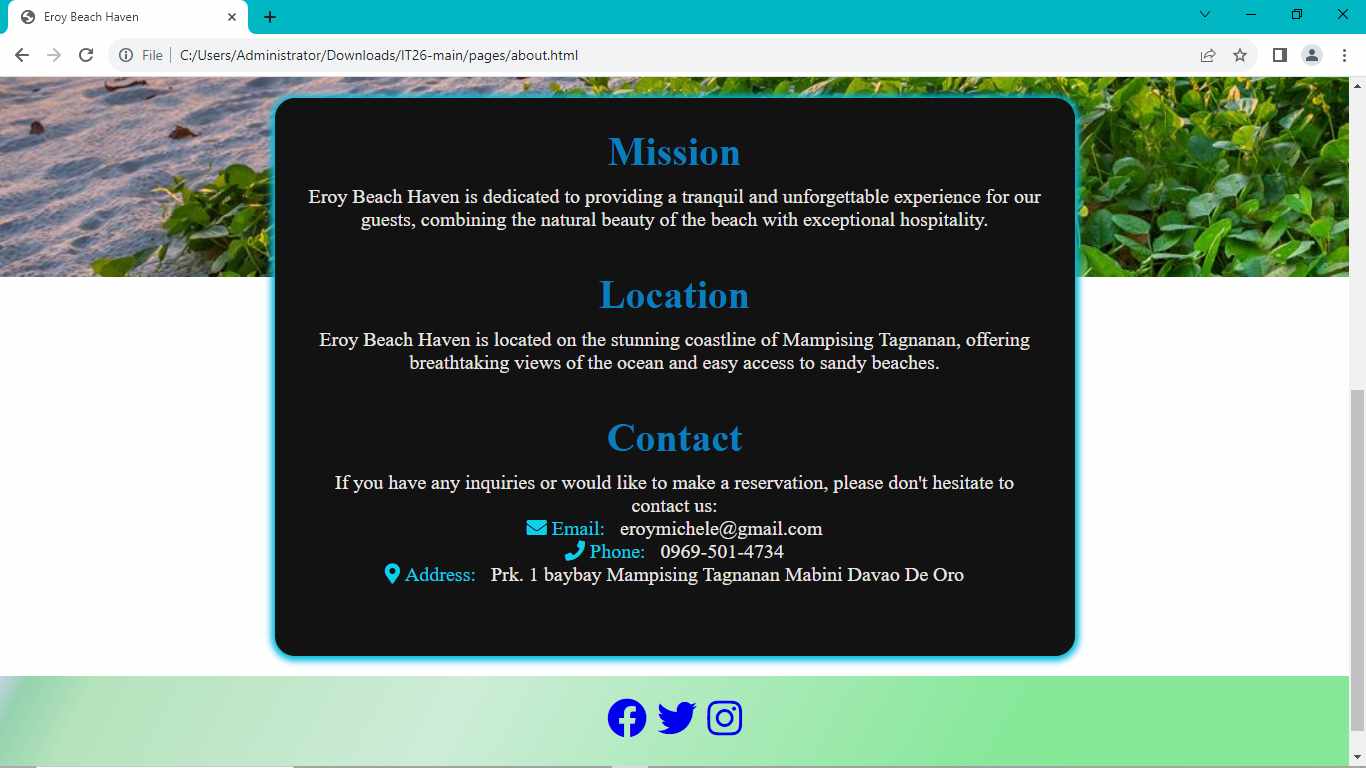 Eroy Beach Haven
File
C:/Users/Administrator/Downloads/IT26-main/pages/about.html
Mission
Eroy Beach Haven is dedicated to providing a tranquil and unforgettable experience for our
guests, combining the natural beauty of the beach with exceptional hospitality.
Location
Eroy Beach Haven is located on the stunning coastline of Mampising Tagnanan, offering
breathtaking views of the ocean and easy access to sandy beaches.
Contact
If you have any inquiries or would like to make a reservation, please don't hesitate to
contact us:
Email: eroymichele@gmail.com
Phone: 0969-501-4734
Address: Prk. 1 baybay Mampising Tagnanan Mabini Davao De Oro